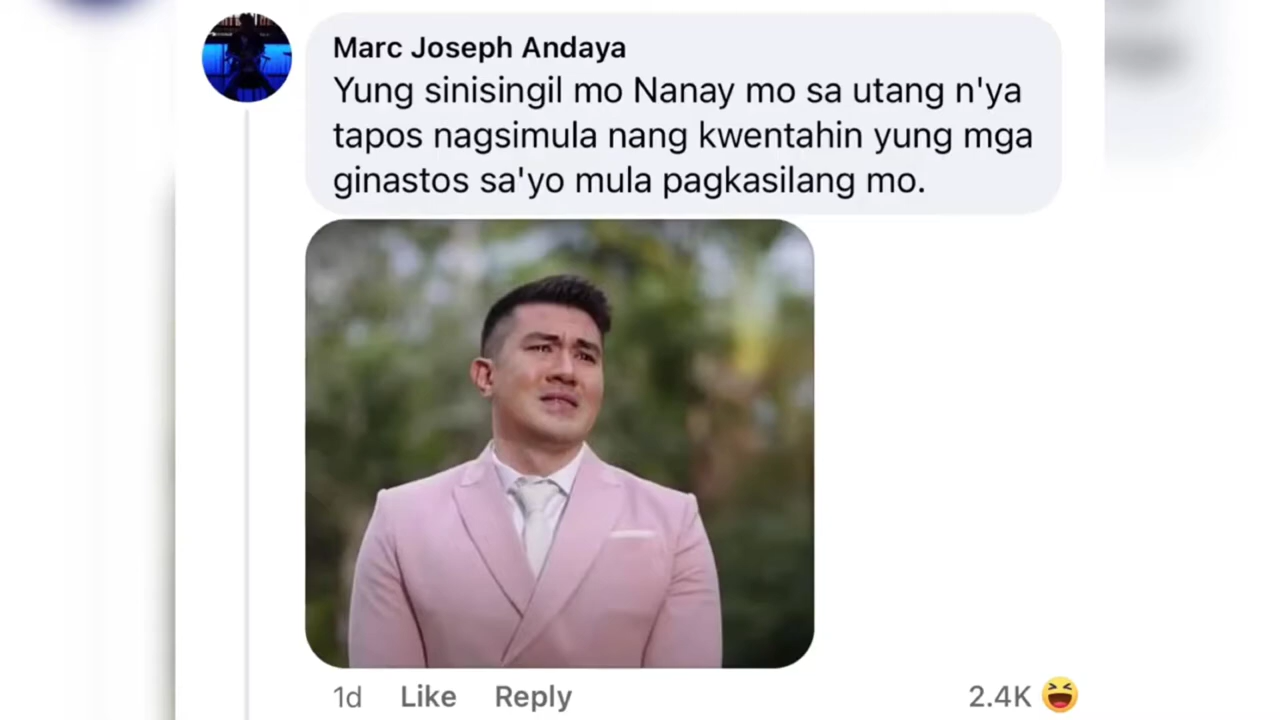 Marc Joseph Andaya
Yung sinisingil mo Nanay mo sa utang n'ya
tapos nagsimula nang kwentahin yung mga
ginastos sa'yo mula pagkasilang mo.
1d Like Reply 2.4K